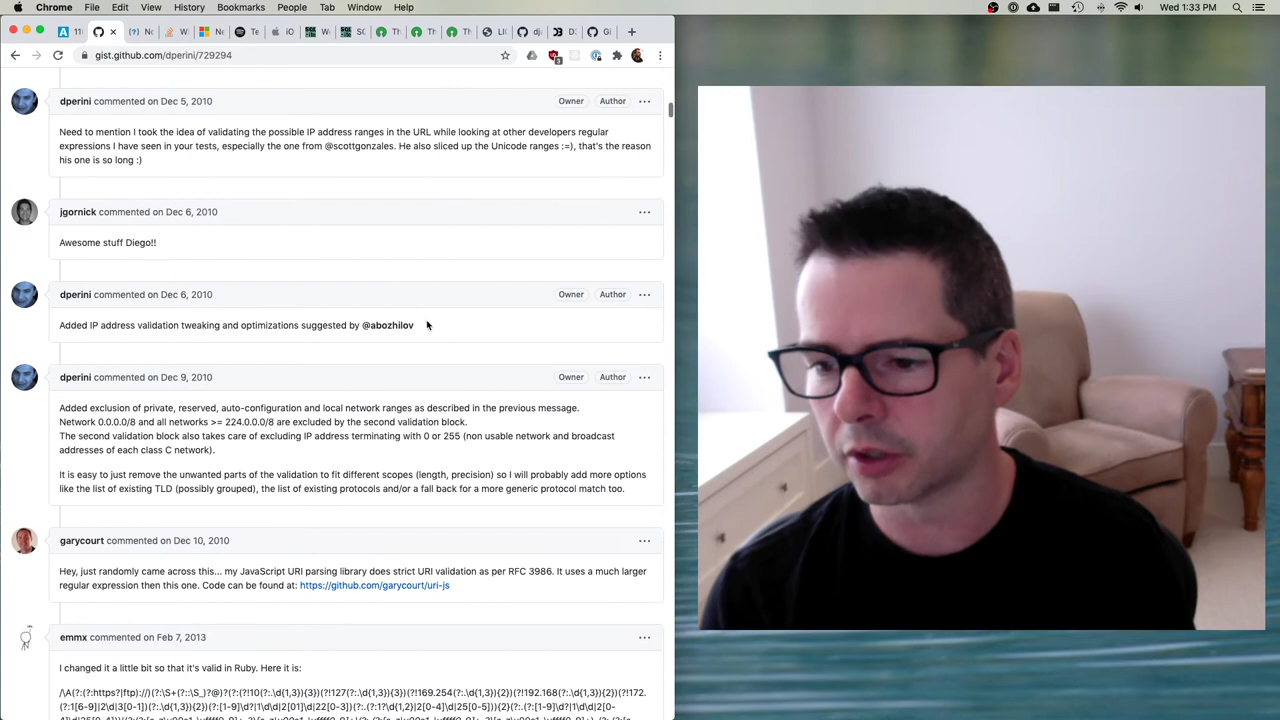 Chrome File Edit View History Bookmarks People Tab Window Help Wed 1:33 PM
gist.github.com/dperini/729294
dperini commented on Dec 5, 2010 Owner Author
Need to mention I took the idea of validating the possible IP address ranges in the URL while looking at other developers regular
expressions I have seen in your tests, especially the one from @scottgonzales. He also sliced up the Unicode ranges :=), that's the reason
his one is so long :)
jgornick commented on Dec 6, 2010
Awesome stuff Diego!!
dperini commented on Dec 6, 2010 Owner Author
Added IP address validation tweaking and optimizations suggested by @abozhilov
dperini commented on Dec 9, 2010 Owner Author
Added exclusion of private, reserved, auto-configuration and local network ranges as described in the previous message.
Network 0.0.0.0/8 and all networks >= 224.0.0.0/8 are excluded by the second validation block.
The second validation block also takes care of excluding IP address terminating with 0 or 255 (non usable network and broadcast
addresses of each class C network).
It is easy to just remove the unwanted parts of the validation to fit different scopes (length, precision) so I will probably add more options
like the list of existing TLD (possibly grouped), the list of existing protocols and/or a fall back for a more generic protocol match too.
garycourt commented on Dec 10, 2010
Hey, just randomly came across this... my JavaScript URI parsing library does strict URI validation as per RFC 3986. It uses a much larger
regular expression then this one. Code can be found at: https://github.com/garycourt/uri-js
emmx commented on Feb 7, 2013
I changed it a little bit so that it's valid in Ruby. Here it is: